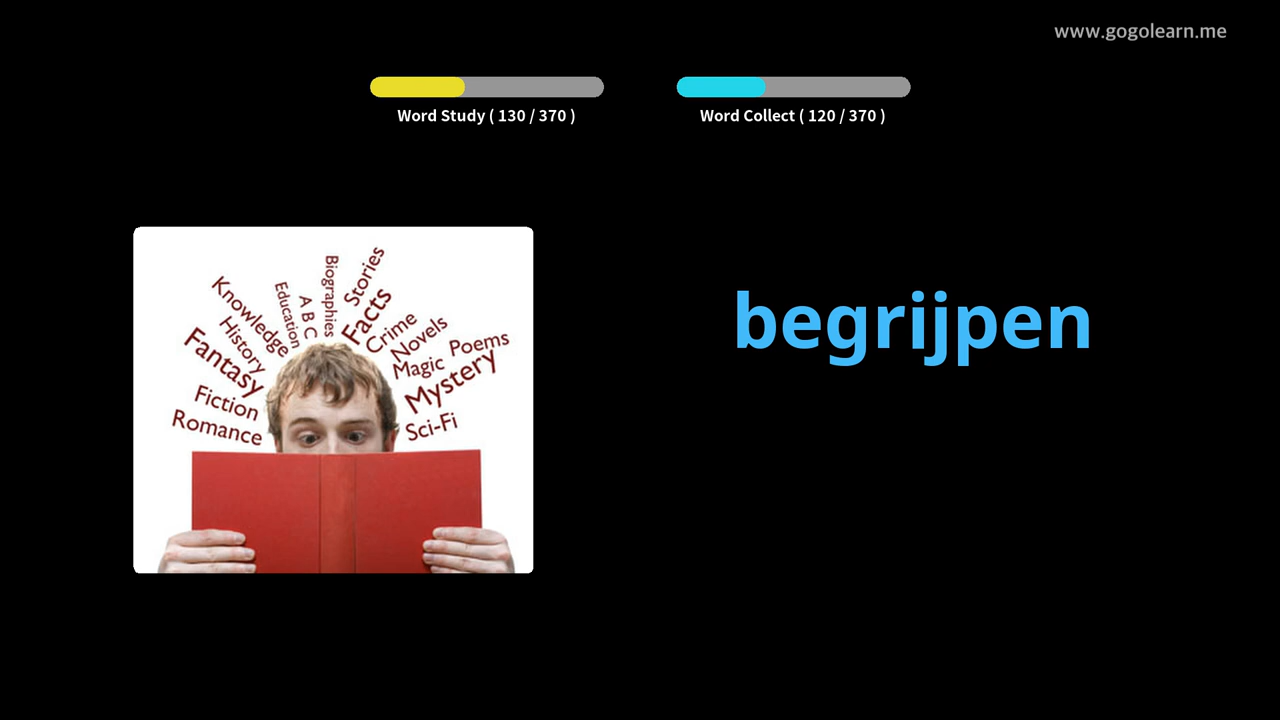 www.gogolearn.me
Word Study ( 130 / 370 )
Word Collect ( 120 / 370 )
Biographies
Stories
Education
A B C
Facts
Knowledge
Crime
History
Novels
Poems
Fantasy
Magic
Mystery
Fiction
Romance
Sci-Fi
begrijpen